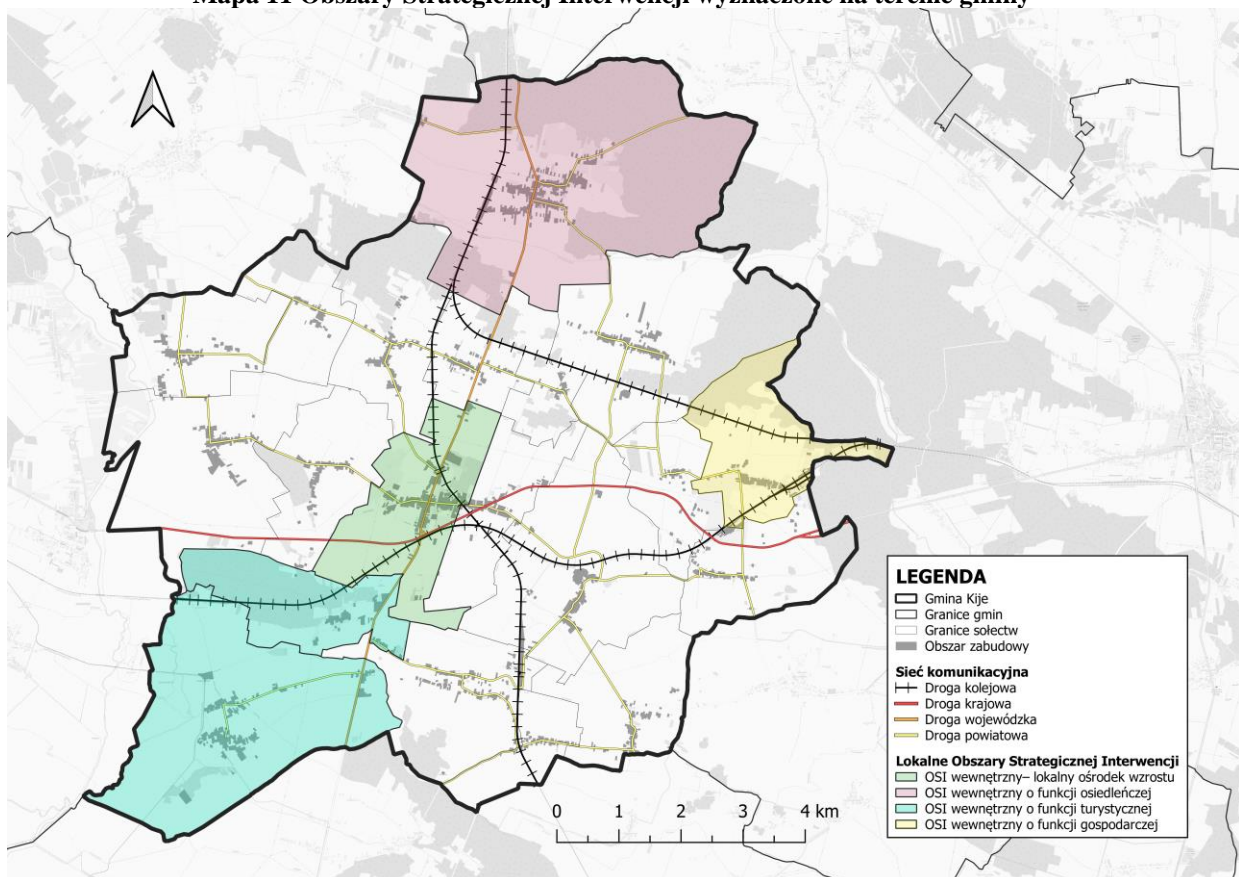 Mapa 11 Obszary Strategicznej Interwencji wyznaczone na terenie gminy
LEGENDA
Gmina Kije
Granice gmin
Granice sołectw
Obszar zabudowy
Sieć komunikacyjna
Droga kolejowa
Droga krajowa
Droga wojewódzka
Droga powiatowa
Lokalne Obszary Strategicznej Interwencji
OSI wewnętrzny– lokalny ośrodek wzrostu
OSI wewnętrzny o funkcji osiedleńczej
OSI wewnętrzny o funkcji turystycznej
OSI wewnętrzny o funkcji gospodarczej
0 1 2 3 4 km